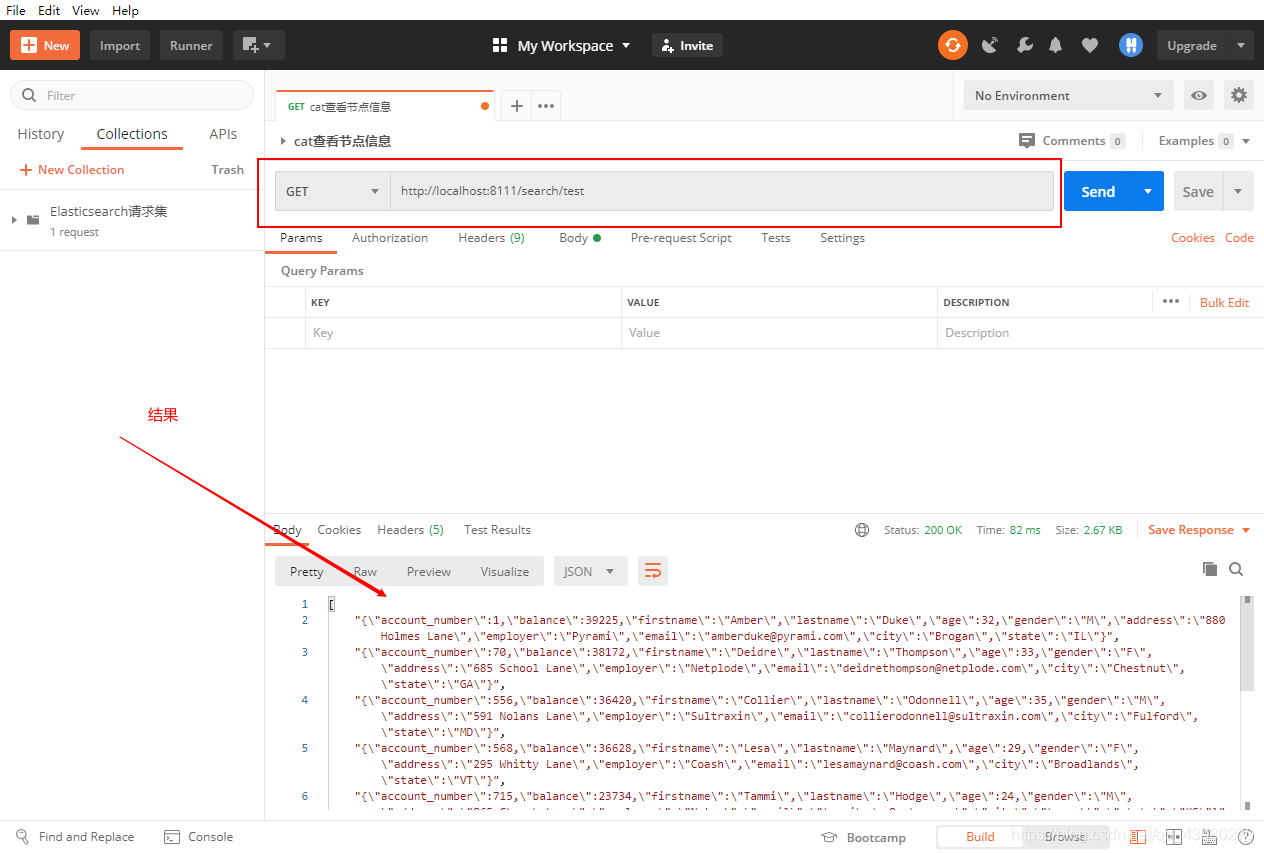 File Edit View Help
New Import Runner My Workspace Invite Upgrade
Filter
GET cat查看节点信息
No Environment
History Collections APIs
cat查看节点信息
Comments 0 Examples 0
New Collection Trash
GET http://localhost:8111/search/test Send Save
Elasticsearch请求集
1 request
Params Authorization Headers (9) Body Pre-request Script Tests Settings Cookies Code
Query Params
KEY VALUE DESCRIPTION Bulk Edit
Key Value Description
结果
Body Cookies Headers (5) Test Results Status: 200 OK Time: 82 ms Size: 2.67 KB Save Response
Pretty Raw Preview Visualize JSON
1 [
2 "{\"account_number\":1,\"balance\":39225,\"firstname\":\"Amber\",\"lastname\":\"Duke\",\"age\":32,\"gender\":\"M\",\"address\":\"880
Holmes Lane\",\"employer\":\"Pyrami\",\"email\":\"amberduke@pyrami.com\",\"city\":\"Brogan\",\"state\":\"IL\"}",
3 "{\"account_number\":70,\"balance\":38172,\"firstname\":\"Deidre\",\"lastname\":\"Thompson\",\"age\":33,\"gender\":\"F\",
\"address\":\"685 School Lane\",\"employer\":\"Netplode\",\"email\":\"deidrethompson@netplode.com\",\"city\":\"Chestnut\",
\"state\":\"GA\"}",
4 "{\"account_number\":556,\"balance\":36420,\"firstname\":\"Collier\",\"lastname\":\"Odonnell\",\"age\":35,\"gender\":\"M\",
\"address\":\"591 Nolans Lane\",\"employer\":\"Sultraxin\",\"email\":\"collierodonnell@sultraxin.com\",\"city\":\"Fulford\",
\"state\":\"MD\"}",
5 "{\"account_number\":568,\"balance\":36628,\"firstname\":\"Lesa\",\"lastname\":\"Maynard\",\"age\":29,\"gender\":\"F\",
\"address\":\"295 Whitty Lane\",\"employer\":\"Coash\",\"email\":\"lesamaynard@coash.com\",\"city\":\"Broadlands\",
\"state\":\"VT\"}",
6 "{\"account_number\":715,\"balance\":23734,\"firstname\":\"Tammi\",\"lastname\":\"Hodge\",\"age\":24,\"gender\":\"M\",
Find and Replace Console Bootcamp Build Browse